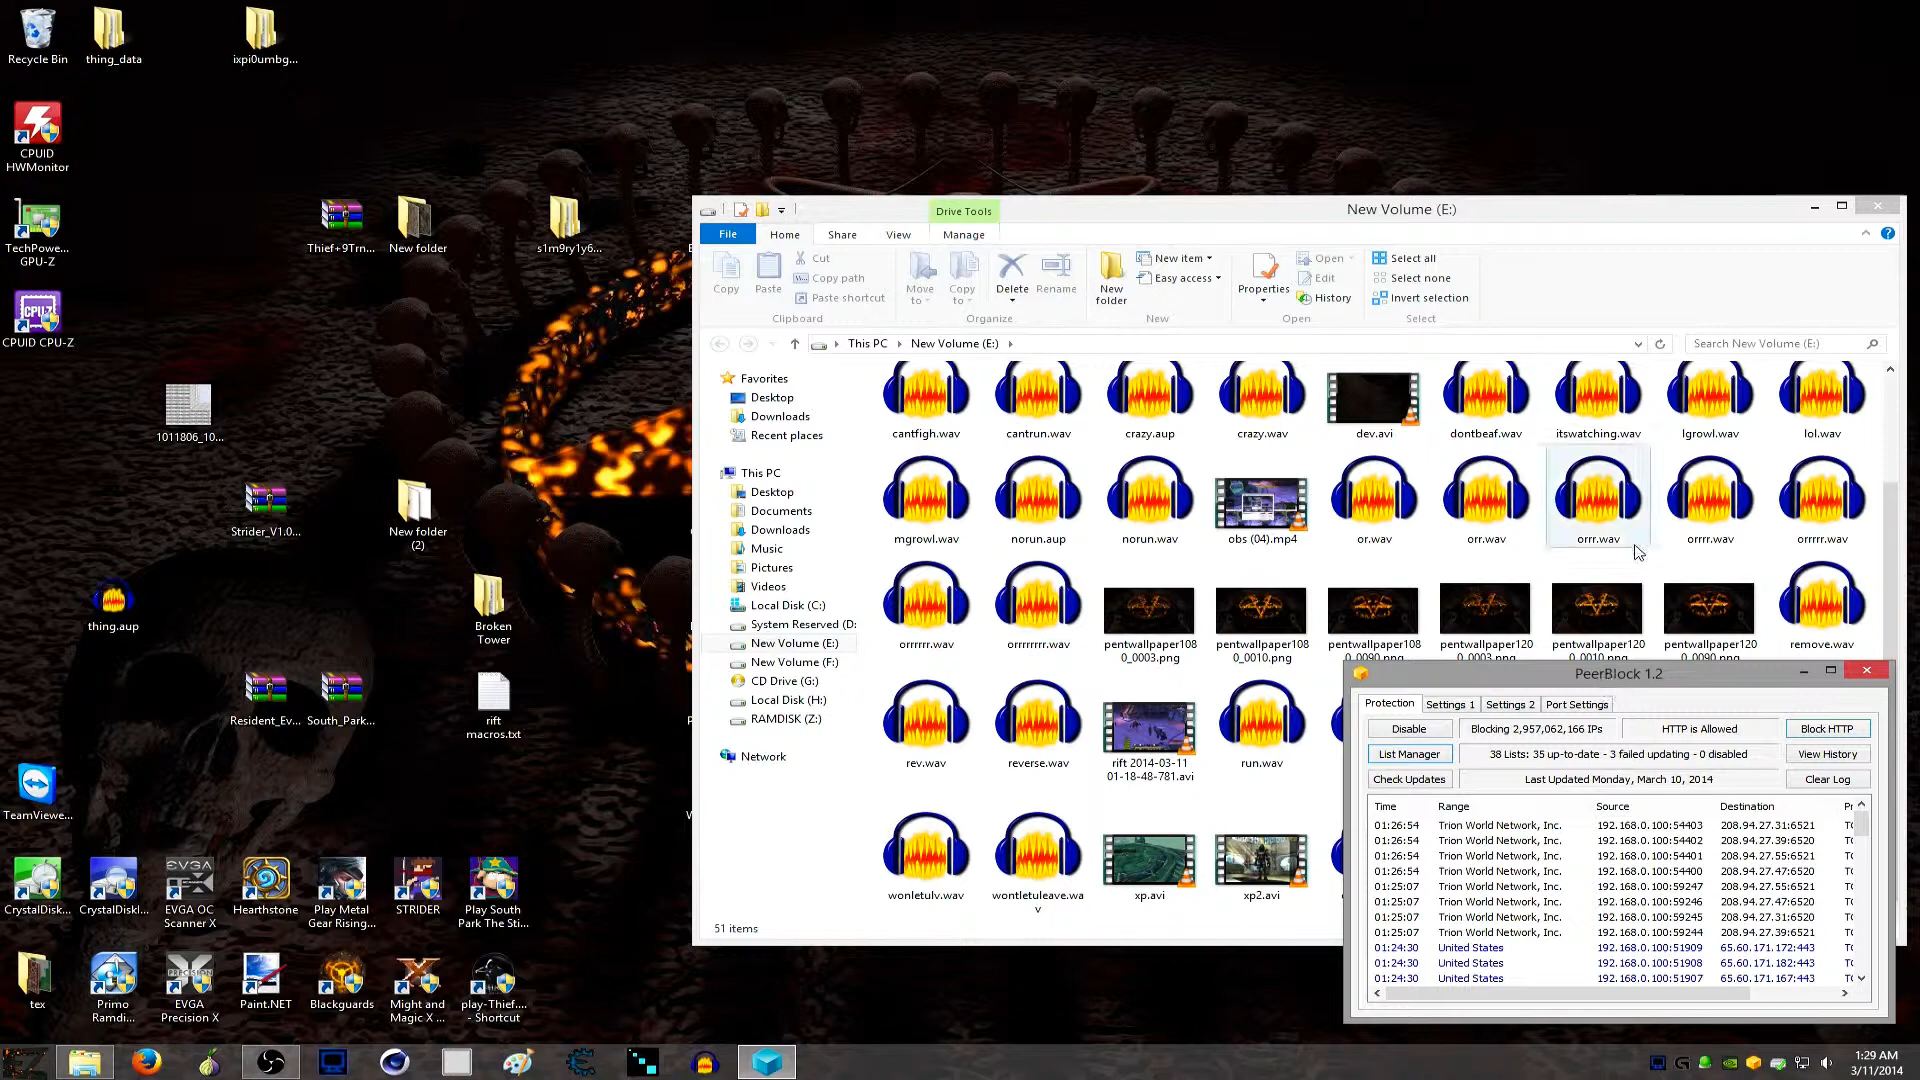 Recycle Bin
thing_data
ixpi0umbg...
CPUID
HWMonitor
TechPowe...
GPU-Z
Thief+9Trn...
New folder
s1m9ry1y6...
CPUID CPU-Z
1011806_10...
Strider_V1.0...
New folder
(2)
thing.aup
Broken
Tower
Resident_Ev...
South_Park...
rift
macros.txt
TeamViewe...
CrystalDisk...
CrystalDiskI...
EVGA OC
Scanner X
Hearthstone
Play Metal
Gear Rising...
STRIDER
Play South
Park The Sti...
tex
Primo
Ramdi...
EVGA
Precision X
Paint.NET
Blackguards
Might and
Magic X ...
play-Thief....
- Shortcut
Drive Tools
New Volume (E:)
File
Home
Share
View
Manage
Copy
Paste
Cut
Copy path
Paste shortcut
Clipboard
Move
to
Copy
to
Delete
Rename
Organize
New
folder
New item
Easy access
New
Properties
Open
Edit
History
Open
Select all
Select none
Invert selection
Select
This PC
New Volume (E:)
Search New Volume (E:)
Favorites
Desktop
Downloads
Recent places
This PC
Desktop
Documents
Downloads
Music
Pictures
Videos
Local Disk (C:)
System Reserved (D:
New Volume (E:)
New Volume (F:)
CD Drive (G:)
Local Disk (H:)
RAMDISK (Z:)
Network
cantfigh.wav
cantrun.wav
crazy.aup
crazy.wav
dev.avi
dontbeaf.wav
itswatching.wav
lgrowl.wav
lol.wav
mgrowl.wav
norun.aup
norun.wav
obs (04).mp4
or.wav
orr.wav
orrr.wav
orrrr.wav
orrrrr.wav
orrrrrr.wav
orrrrrrrr.wav
pentwallpaper108
0_0003.png
pentwallpaper108
0_0010.png
pentwallpaper108
0_0090.png
pentwallpaper120
0_0003.png
pentwallpaper120
0_0010.png
pentwallpaper120
0_0090.png
remove.wav
rev.wav
reverse.wav
rift 2014-03-11
01-18-48-781.avi
run.wav
wonletulv.wav
wontletuleave.wa
v
xp.avi
xp2.avi
51 items
PeerBlock 1.2
Protection
Settings 1
Settings 2
Port Settings
Disable
Blocking 2,957,062,166 IPs
HTTP is Allowed
Block HTTP
List Manager
38 Lists: 35 up-to-date - 3 failed updating - 0 disabled
View History
Check Updates
Last Updated Monday, March 10, 2014
Clear Log
Time Range Source Destination Pr
01:26:54 Trion World Network, Inc. 192.168.0.100:54403 208.94.27.31:6521 TC
01:26:54 Trion World Network, Inc. 192.168.0.100:54402 208.94.27.39:6520 TC
01:26:54 Trion World Network, Inc. 192.168.0.100:54401 208.94.27.55:6521 TC
01:26:54 Trion World Network, Inc. 192.168.0.100:54400 208.94.27.47:6520 TC
01:25:07 Trion World Network, Inc. 192.168.0.100:59247 208.94.27.55:6521 TC
01:25:07 Trion World Network, Inc. 192.168.0.100:59246 208.94.27.47:6520 TC
01:25:07 Trion World Network, Inc. 192.168.0.100:59245 208.94.27.31:6520 TC
01:25:07 Trion World Network, Inc. 192.168.0.100:59244 208.94.27.39:6521 TC
01:24:30 United States 192.168.0.100:51909 65.60.171.172:443 TC
01:24:30 United States 192.168.0.100:51908 65.60.171.182:443 TC
01:24:30 United States 192.168.0.100:51907 65.60.171.167:443 TC
1:29 AM
3/11/2014